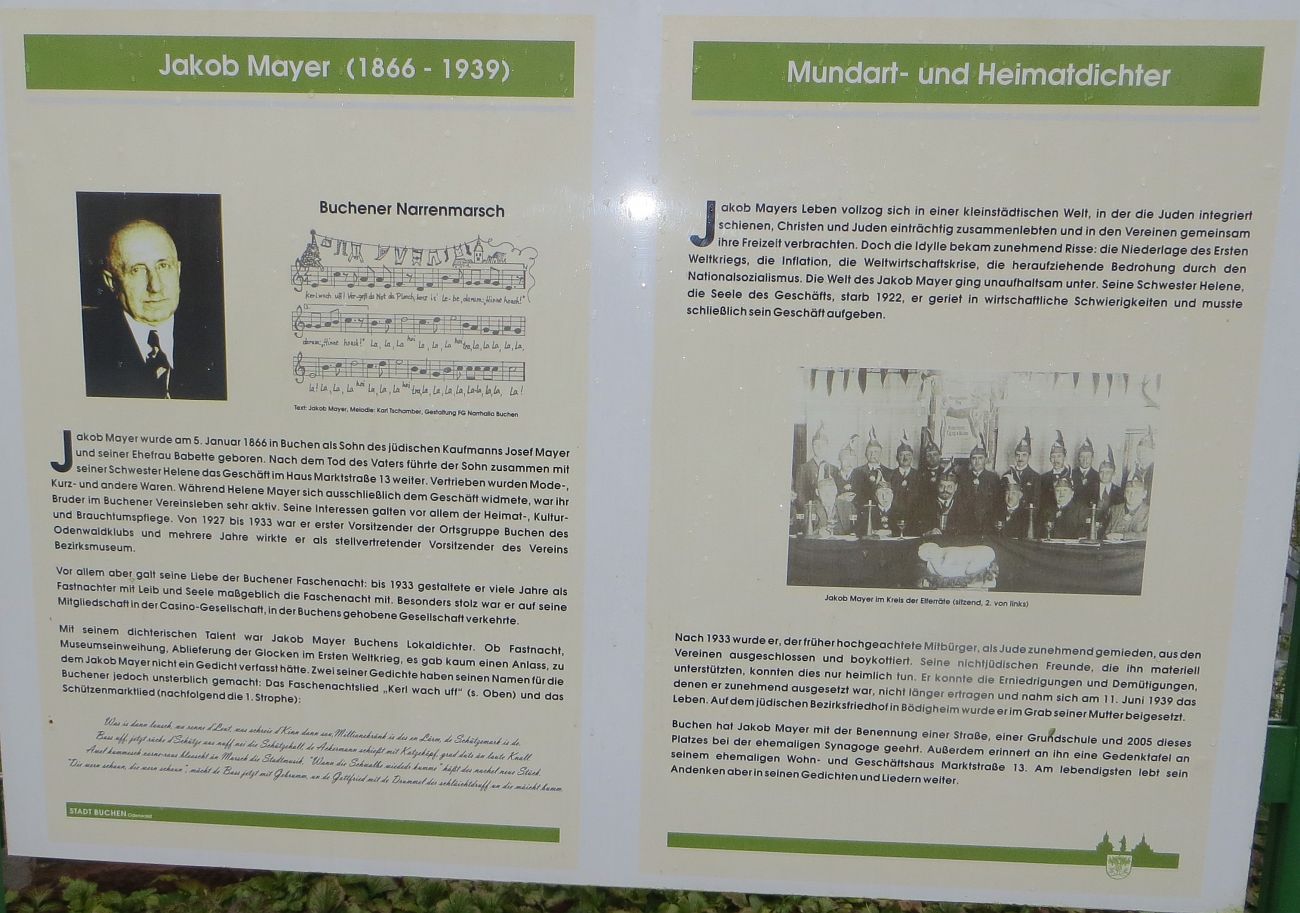 Jakob Mayer (1866 - 1939)
Buchener Narrenmarsch
Text: Jakob Mayer, Melodie: Karl Tschamber, Gestaltung FG Narrhalla Buchen
Jakob Mayer wurde am 5. Januar 1866 in Buchen als Sohn des jüdischen Kaufmanns Josef Mayer
und seiner Ehefrau Babette geboren. Nach dem Tod des Vaters führte der Sohn zusammen mit
seiner Schwester Helene das Geschäft im Haus Marktstraße 13 weiter. Vertrieben wurden Mode-,
Kurz- und andere Waren. Während Helene Mayer sich ausschließlich dem Geschäft widmete, war ihr
Bruder im Buchener Vereinsleben sehr aktiv. Seine Interessen galten vor allem der Heimat-, Kultur-
und Brauchtumspflege. Von 1927 bis 1933 war er erster Vorsitzender der Ortsgruppe Buchen des
Odenwaldklubs und mehrere Jahre wirkte er als stellvertretender Vorsitzender des Vereins
Bezirksmuseum.
Vor allem aber galt seine Liebe der Buchener Faschenacht: bis 1933 gestaltete er viele Jahre als
Fastnachter mit Leib und Seele maßgeblich die Faschenacht mit. Besonders stolz war er auf seine
Mitgliedschaft in der Casino-Gesellschaft, in der Buchens gehobene Gesellschaft verkehrte.
Mit seinem dichterischen Talent war Jakob Mayer Buchens Lokaldichter. Ob Fastnacht,
Museumseinweihung, Ablieferung der Glocken im Ersten Weltkrieg, es gab kaum einen Anlass, zu
dem Jakob Mayer nicht ein Gedicht verfasst hätte. Zwei seiner Gedichte haben seinen Namen für die
Buchener jedoch unsterblich gemacht: Das Faschenachtslied „Kerl wach uff“ (s. Oben) und das
Schützenmarktlied (nachfolgend die 1. Strophe):
STADT BUCHEN Odenwald
Mundart- und Heimatdichter
Jakob Mayers Leben vollzog sich in einer kleinstädtischen Welt, in der die Juden integriert
schienen, Christen und Juden einträchtig zusammenlebten und in den Vereinen gemeinsam
ihre Freizeit verbrachten. Doch die Idylle bekam zunehmend Risse: die Niederlage des Ersten
Weltkriegs, die Inflation, die Weltwirtschaftskrise, die heraufziehende Bedrohung durch den
Nationalsozialismus. Die Welt des Jakob Mayer ging unaufhaltsam unter. Seine Schwester Helene,
die Seele des Geschäfts, starb 1922, er geriet in wirtschaftliche Schwierigkeiten und musste
schließlich sein Geschäft aufgeben.
Jakob Mayer im Kreis der Elferräte (sitzend, 2. von links)
Nach 1933 wurde er, der früher hochgeachtete Mitbürger, als Jude zunehmend gemieden, aus den
Vereinen ausgeschlossen und boykottiert. Seine nichtjüdischen Freunde, die ihn materiell
unterstützten, konnten dies nur heimlich tun. Er konnte die Erniedrigungen und Demütigungen,
denen er zunehmend ausgesetzt war, nicht länger ertragen und nahm sich am 11. Juni 1939 das
Leben. Auf dem jüdischen Bezirksfriedhof in Bödigheim wurde er im Grab seiner Mutter beigesetzt.
Buchen hat Jakob Mayer mit der Benennung einer Straße, einer Grundschule und 2005 dieses
Platzes bei der ehemaligen Synagoge geehrt. Außerdem erinnert an ihn eine Gedenktafel an
seinem ehemaligen Wohn- und Geschäftshaus Marktstraße 13. Am lebendigsten lebt sein
Andenken aber in seinen Gedichten und Liedern weiter.